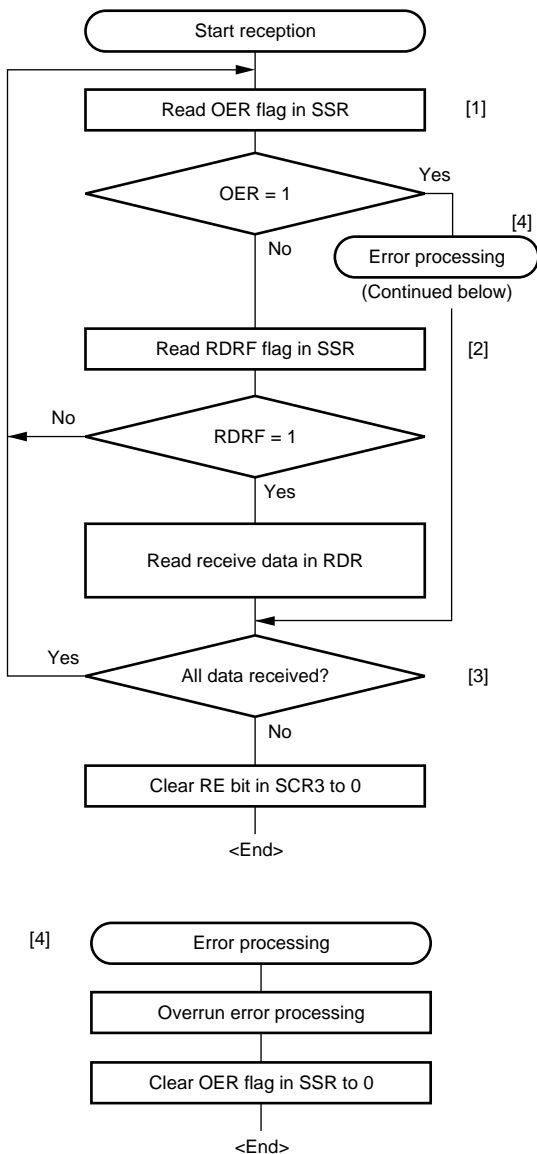 Start reception
Read OER flag in SSR
[1]
OER = 1
Yes
No
[4]
Error processing
(Continued below)
Read RDRF flag in SSR
[2]
No
RDRF = 1
Yes
Read receive data in RDR
Yes
All data received?
[3]
No
Clear RE bit in SCR3 to 0
<End>
[4]
Error processing
Overrun error processing
Clear OER flag in SSR to 0
<End>